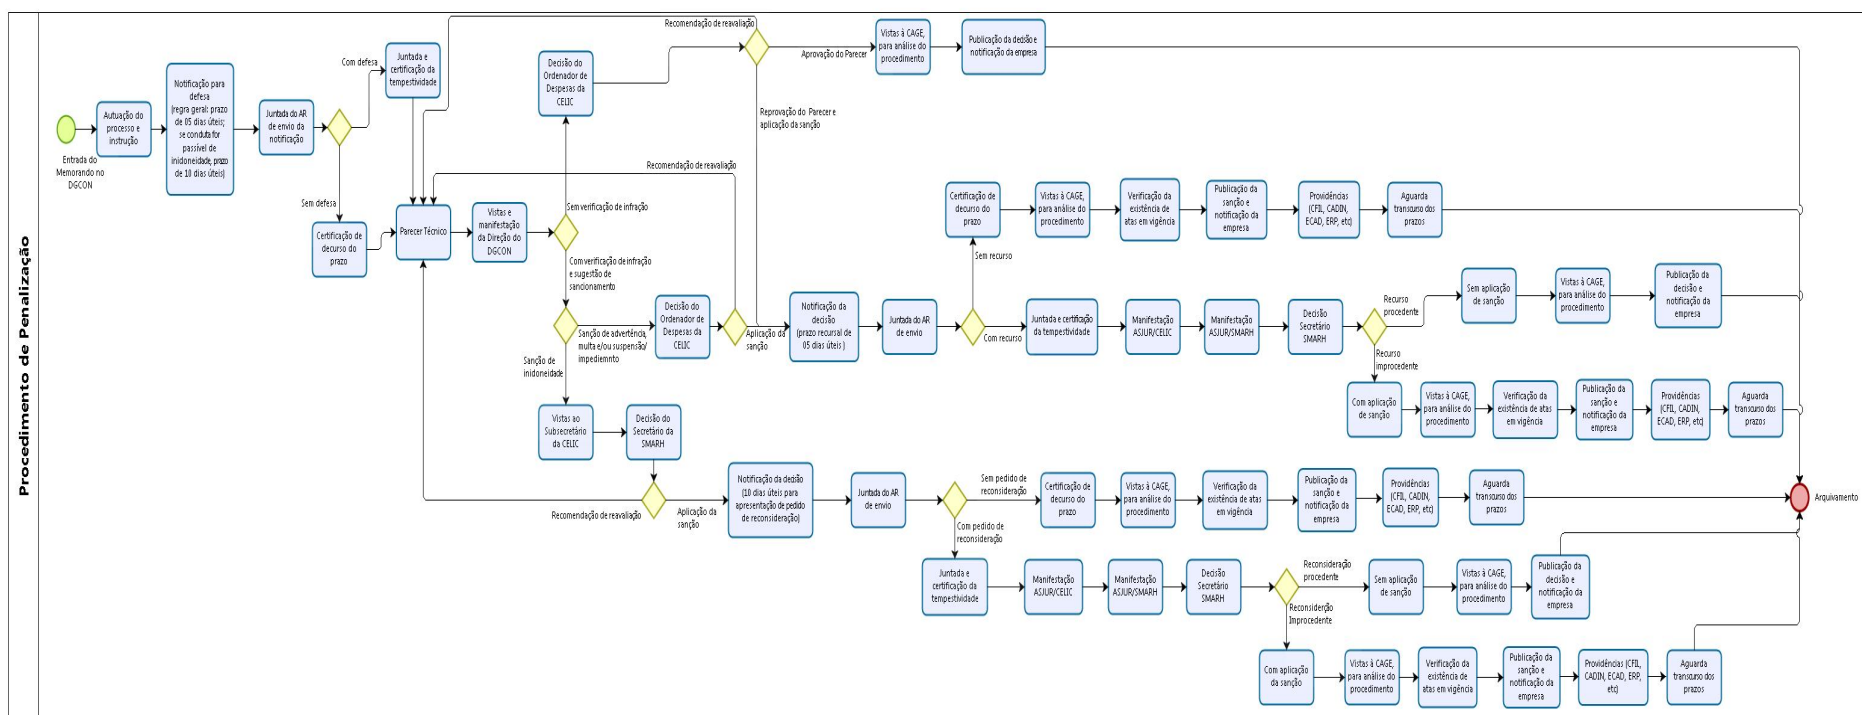 Procedimento de Penalização
Entrada do
Memorando no
DGCON
Autuação do
processo e
instrução
Notificação para
defesa
(regra geral: prazo
de 05 dias úteis;
se conduta for
passível de
inidoneidade, prazo
de 10 dias úteis)
Juntada do AR
de envio da
notificação
Com defesa
Juntada e
certificação da
tempestividade
Sem defesa
Certificação de
decurso do
prazo
Parecer Técnico
Vistas e
manifestação
da Direção do
DGCON
Sem verificação de infração
Decisão do
Ordenador de
Despesas da
CELIC
Recomendação de reavaliação
Aprovação do Parecer
Vistas à CAGE,
para análise do
procedimento
Publicação da decisão e
notificação da empresa
Reprovação do Parecer e
aplicação da sanção
Recomendação de reavaliação
Com verificação de infração
e sugestão de
sancionamento
Sanção de advertência,
multa e/ou suspensão/
impediemnto
Decisão do
Ordenador de
Despesas da
CELIC
Aplicação da
sanção
Notificação da
decisão
(prazo recursal de
05 dias úteis )
Juntada do AR
de envio
Sem recurso
Certificação de
decurso do
prazo
Vistas à CAGE,
para análise do
procedimento
Verificação da
existência de
atas em vigência
Publicação da
sanção e
notificação da
empresa
Providências
(CFIL, CADIN,
ECAD, ERP, etc)
Aguarda
transcurso dos
prazos
Com recurso
Juntada e certificação
da tempestividade
Manifestação
ASJUR/CELIC
Manifestação
ASJUR/SMARH
Decisão
Secretário
SMARH
Recurso
procedente
Sem aplicação
de sanção
Vistas à CAGE,
para análise do
procedimento
Publicação da
decisão e
notificação da
empresa
Recurso
improcedente
Com aplicação
de sanção
Vistas à CAGE,
para análise do
procedimento
Verificação da
existência de atas
em vigência
Publicação da
sanção e
notificação da
empresa
Providências
(CFIL, CADIN,
ECAD, ERP, etc)
Aguarda
transcurso dos
prazos
Sanção de
inidoneidade
Vistas ao
Subsecretário
da CELIC
Decisão do
Secretário da
SMARH
Recomendação de reavaliação
Aplicação da
sanção
Notificação da decisão
(10 dias úteis para
apresentação de pedido
de reconsideração)
Juntada do AR
de envio
Sem pedido de
reconsideração
Certificação de
decurso do
prazo
Vistas à CAGE,
para análise do
procedimento
Verificação da
existência de atas
em vigência
Publicação da
sanção e
notificação da
empresa
Providências
(CFIL, CADIN,
ECAD, ERP, etc)
Aguarda
transcurso dos
prazos
Arquivamento
Com pedido de
reconsideração
Juntada e
certificação da
tempestividade
Manifestação
ASJUR/CELIC
Manifestação
ASJUR/SMARH
Decisão
Secretário
SMARH
Reconsideração
procedente
Sem aplicação
de sanção
Vistas à CAGE,
para análise do
procedimento
Publicação da
decisão e
notificação da
empresa
Reconsiderção
Improcedente
Com aplicação
da sanção
Vistas à CAGE,
para análise do
procedimento
Verificação da
existência de
atas em vigência
Publicação da
sanção e
notificação da
empresa
Providências (CFIL,
CADIN, ECAD, ERP,
etc)
Aguarda
transcurso dos
prazos